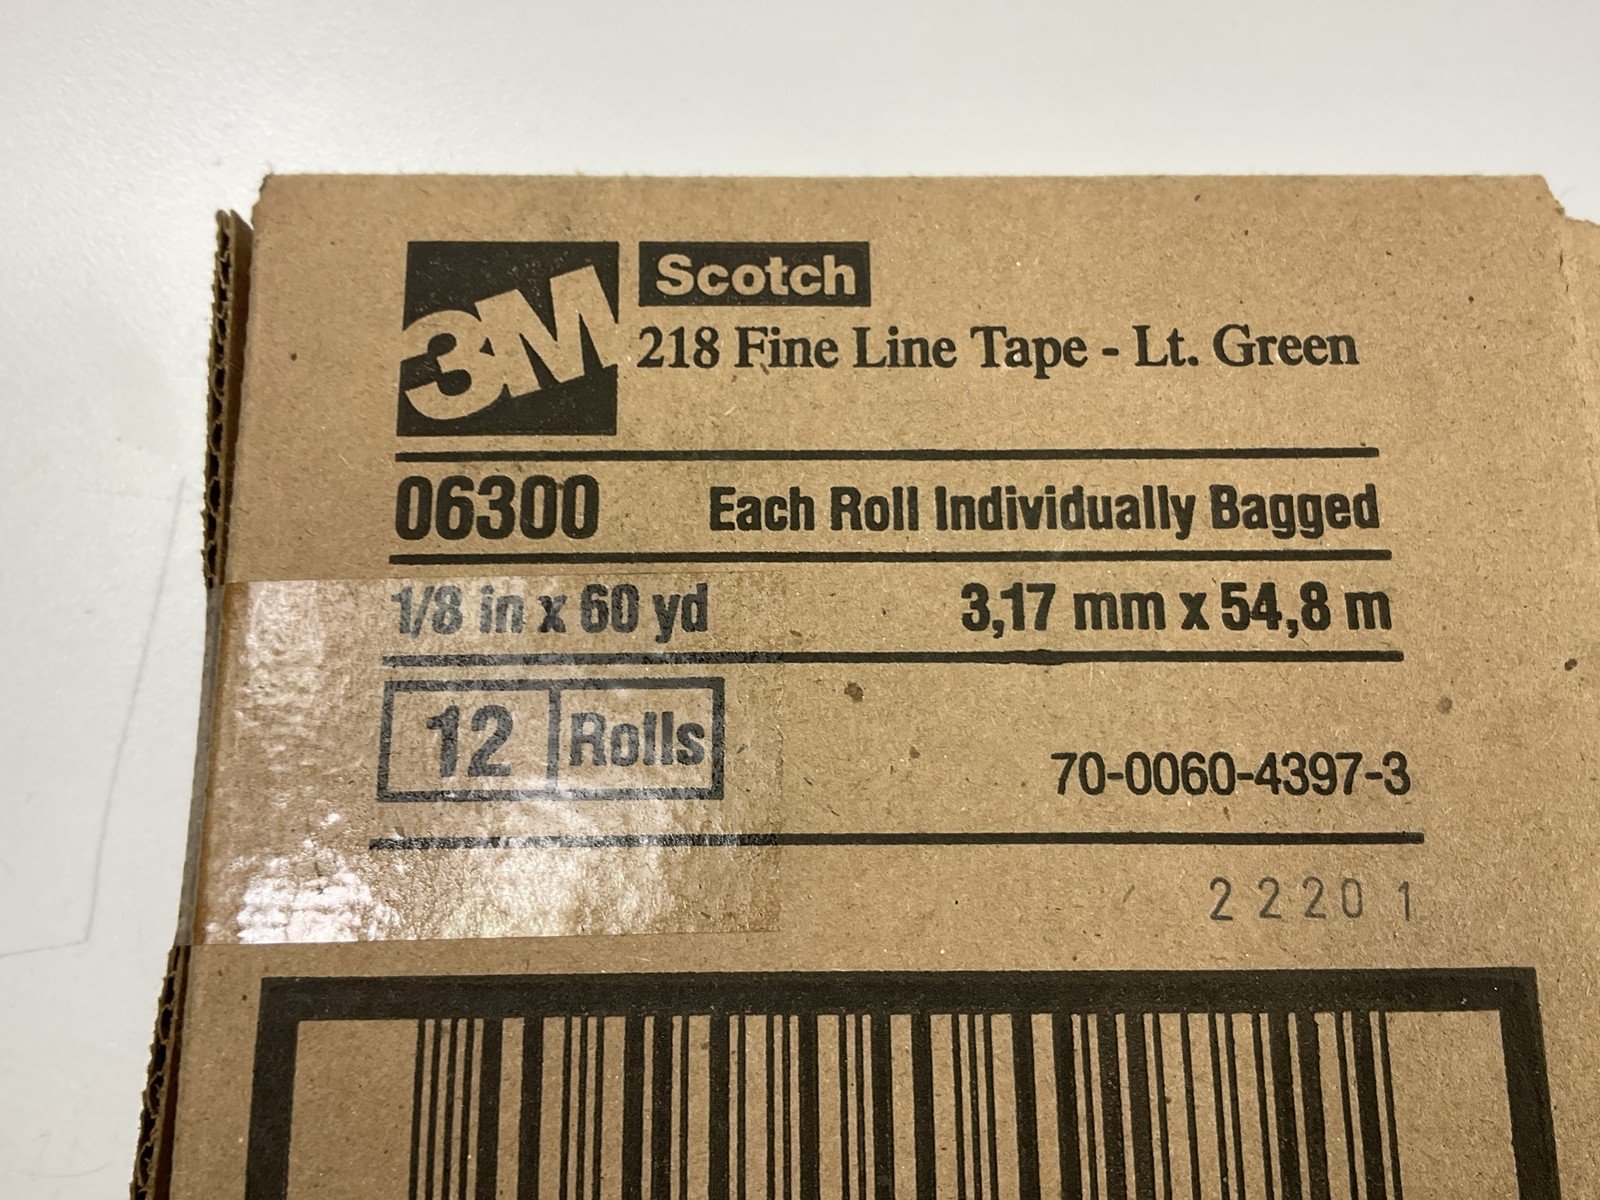 3M Scotch
218 Fine Line Tape - Lt. Green
06300 Each Roll Individually Bagged
1/8 in x 60 yd 3,17 mm x 54,8 m
12 Rolls
70-0060-4397-3
22201